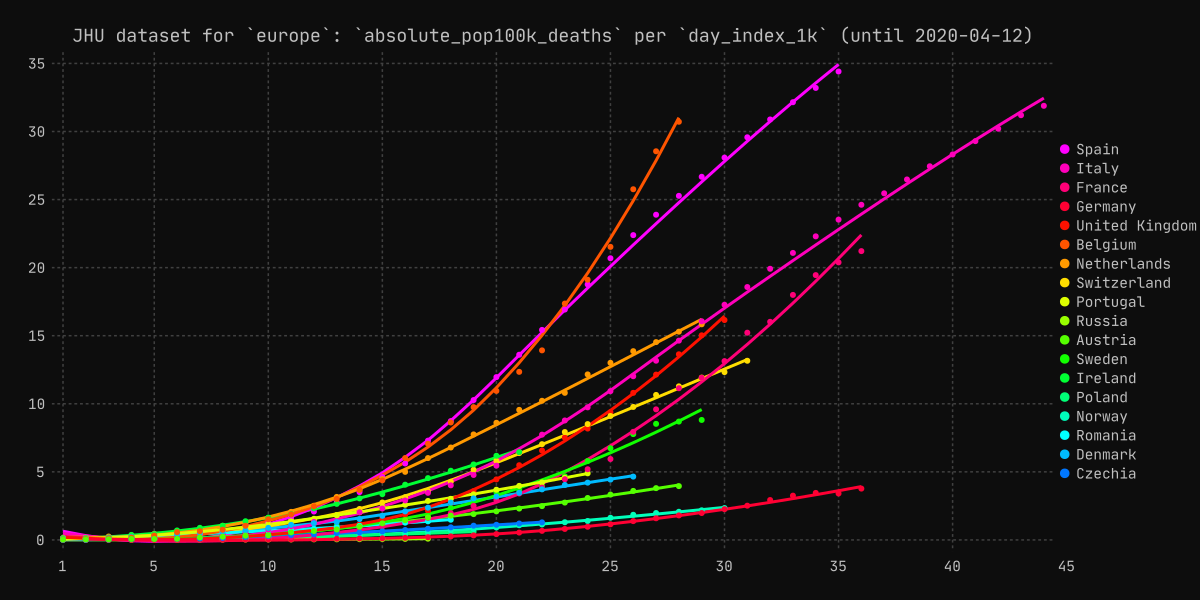 JHU dataset for `europe`: `absolute_pop100k_deaths` per `day_index_1k` (until 2020-04-12)
35
30
25
20
15
10
5
0
1 5 10 15 20 25 30 35 40 45
Spain
Italy
France
Germany
United Kingdom
Belgium
Netherlands
Switzerland
Portugal
Russia
Austria
Sweden
Ireland
Poland
Norway
Romania
Denmark
Czechia